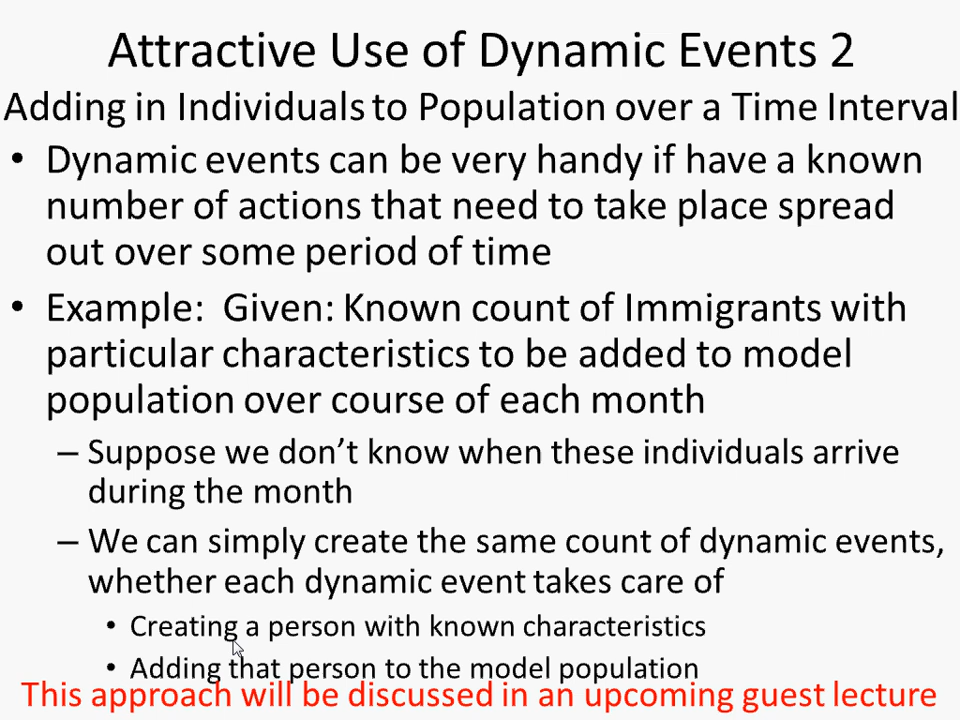 Attractive Use of Dynamic Events 2
Adding in Individuals to Population over a Time Interval
• Dynamic events can be very handy if have a known
number of actions that need to take place spread
out over some period of time
• Example: Given: Known count of Immigrants with
particular characteristics to be added to model
population over course of each month
– Suppose we don't know when these individuals arrive
during the month
– We can simply create the same count of dynamic events,
whether each dynamic event takes care of
• Creating a person with known characteristics
• Adding that person to the model population
This approach will be discussed in an upcoming guest lecture